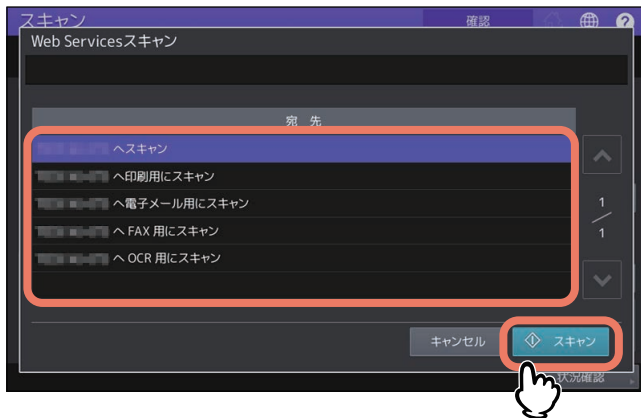 スキャン
確認
?
Web Servicesスキャン
宛 先
へスキャン
へ印刷用にスキャン
へ電子メール用にスキャン
へ FAX 用にスキャン
へ OCR 用にスキャン
1
1
キャンセル
スキャン
状況確認